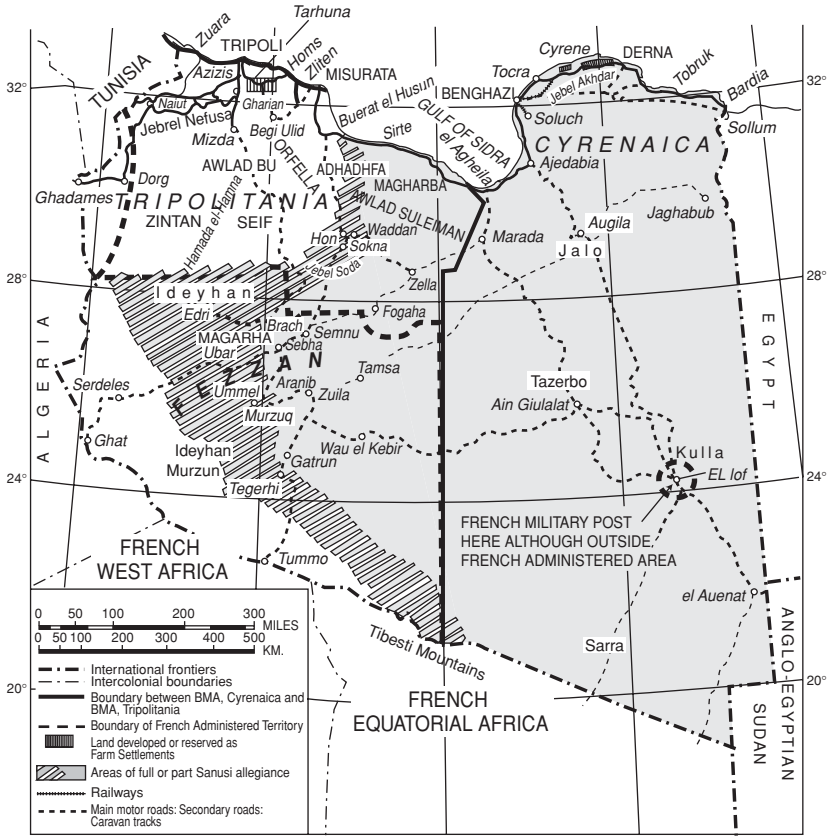 Tarhuna
Zuara
TRIPOLI
Homs
Zliten
Cyrene
DERNA
TUNISIA
Azizis
MISURATA
Tocra
Tobruk
32°
32°
Naiut
Gharian
Buerat el Husun
BENGHAZI
Jebel Akhdar
Bardia
Jebrel Nefusa
Begi Ulid
Sirte
GULF OF SIDRA
Soluch
Sollum
Mizda
ORFELLA
el Agheila
CYRENAICA
AWLAD BU
ADHADHFA
Ajedabia
Dorg
MAGHARBA
Ghadames
TRIPOLITANIA
AWLAD SULEIMAN
Jaghabub
ZINTAN
SEIF
Hamada el-Hamna
Hon
Waddan
Augila
Sokna
Marada
Jalo
Jebel Soda
28°
28°
Zella
Ideyhan
Edri
Fogaha
Brach
Semnu
MAGARHA
Sebha
Ubar
FEZZAN
ALGERIA
EGYPT
Serdeles
Aranib
Tamsa
Tazerbo
Ummel
Zuila
Ain Giulalat
Murzuq
Ghat
Ideyhan
Murzun
Wau el Kebir
Kulla
Gatrun
EL Iof
24°
24°
Tegerhi
FRENCH MILITARY POST
HERE ALTHOUGH OUTSIDE,
FRENCH ADMINISTERED AREA
FRENCH
WEST AFRICA
Tummo
el Auenat
Tibesti Mountains
Sarra
ANGLO-EGYPTIAN
SUDAN
20°
20°
FRENCH
EQUATORIAL AFRICA
0 50 100 200 300
MILES
0 50 100 200 300 400 500
KM.
International frontiers
Intercolonial boundaries
Boundary between BMA, Cyrenaica and
BMA, Tripolitania
Boundary of French Administered Territory
Land developed or reserved as
Farm Settlements
Areas of full or part Sanusi allegiance
Railways
Main motor roads: Secondary roads:
Caravan tracks